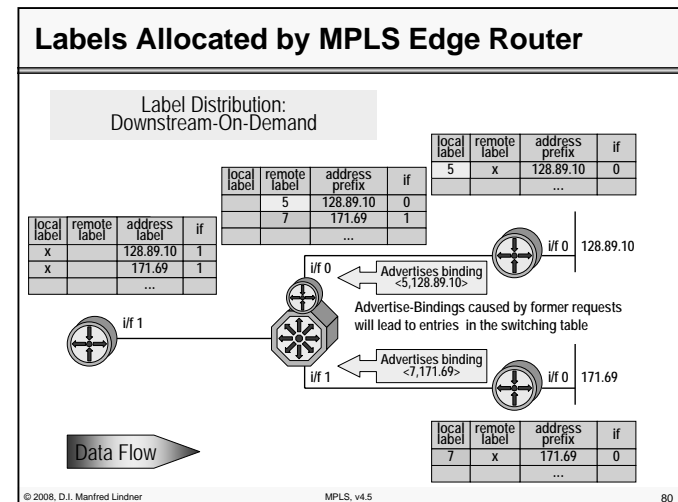 Labels Allocated by MPLS Edge Router
Label Distribution:
Downstream-On-Demand
local label remote label address prefix if
5 x 128.89.10 0
...
local label remote label address prefix if
5 128.89.10 0
7 171.69 1
...
local label remote label address label if
x 128.89.10 1
x 171.69 1
...
i/f 0
Advertises binding
<5,128.89.10>
i/f 0 128.89.10
Advertise-Bindings caused by former requests
will lead to entries in the switching table
i/f 1
i/f 1
Advertises binding
<7,171.69>
i/f 0 171.69
local label remote label address prefix if
7 x 171.69 0
...
Data Flow
© 2008, D.I. Manfred Lindner MPLS, v4.5 80